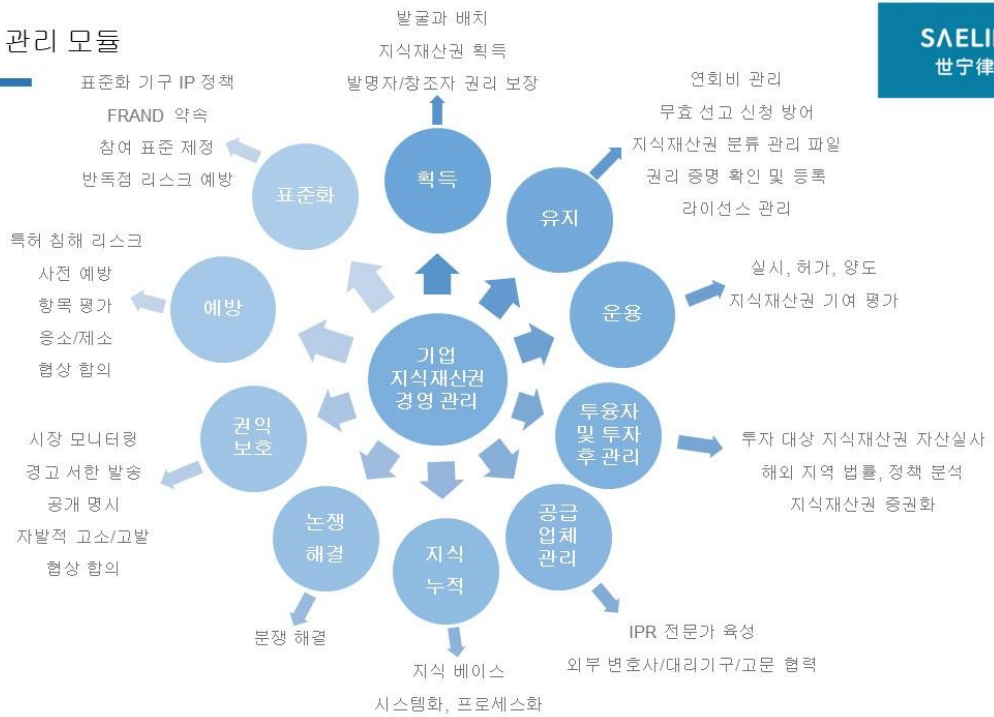 관리 모듈
SΛELI
世宁律
발굴과 배치
지식재산권 획득
발명자/창조자 권리 보장
획득
연회비 관리
무효 선고 신청 방어
지식재산권 분류 관리 파일
권리 증명 확인 및 등록
라이선스 관리
유지
실시, 허가, 양도
지식재산권 기여 평가
운용
투융자
및 투자
후 관리
투자 대상 지식재산권 자산실사
해외 지역 법률, 정책 분석
지식재산권 증권화
공급
업체
관리
IPR 전문가 육성
외부 변호사/대리기구/고문 협력
지식
누적
지식 베이스
시스템화, 프로세스화
논쟁
해결
분쟁 해결
권익
보호
시장 모니터링
경고 서한 발송
공개 명시
자발적 고소/고발
협상 합의
예방
특허 침해 리스크
사전 예방
항목 평가
응소/제소
협상 합의
표준화
표준화 기구 IP 정책
FRAND 약속
참여 표준 제정
반독점 리스크 예방
기업
지식재산권
경영 관리